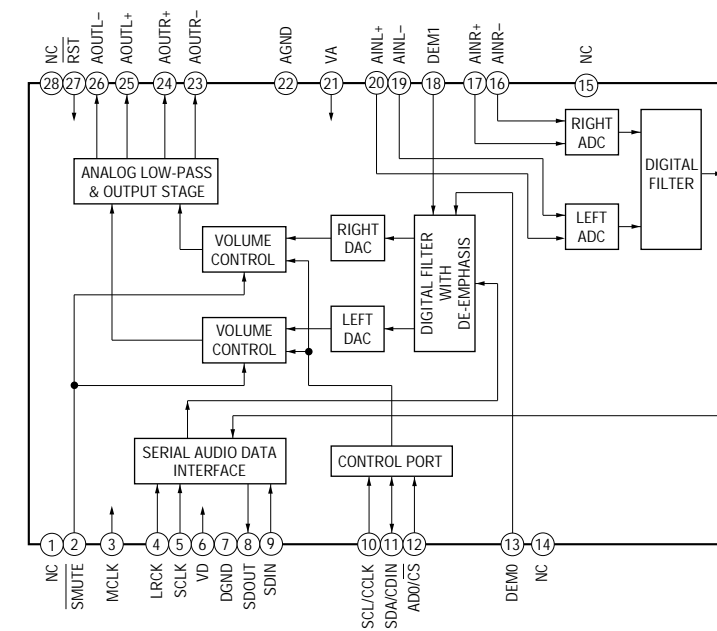 NC
RST
AOUTL−
AOUTL+
AOUTR+
AOUTR−
AGND
VA
AINL+
AINL−
DEM1
AINR+
AINR−
NC
28
27
26
25
24
23
22
21
20
19
18
17
16
15
ANALOG LOW-PASS
& OUTPUT STAGE
RIGHT
ADC
DIGITAL
FILTER
LEFT
ADC
VOLUME
CONTROL
RIGHT
DAC
DIGITAL FILTER
WITH
DE-EMPHASIS
VOLUME
CONTROL
LEFT
DAC
SERIAL AUDIO DATA
INTERFACE
CONTROL PORT
1
2
3
4
5
6
7
8
9
10
11
12
13
14
NC
SMUTE
MCLK
LRCK
SCLK
VD
DGND
SDOUT
SDIN
SCL/CCLK
SDA/CDIN
AD0/CS
DEM0
NC